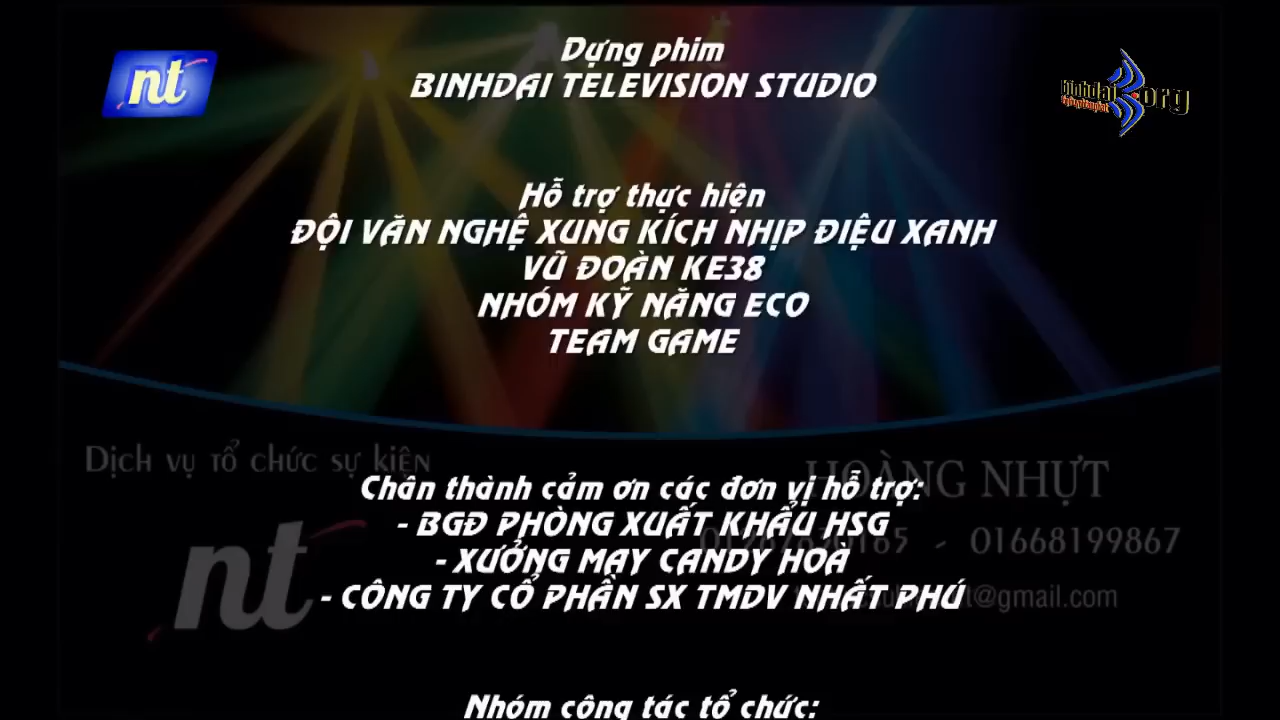 nt
binhdai.org
Dựng phim
BINHDAI TELEVISION STUDIO
Hỗ trợ thực hiện
ĐỘI VĂN NGHỆ XUNG KÍCH NHỊP ĐIỆU XANH
VŨ ĐOÀN KE38
NHÓM KỸ NĂNG ECO
TEAM GAME
Dịch vụ tổ chức sự kiện
HOÀNG NHỰT
Chân thành cảm ơn các đơn vị hỗ trợ:
- BGĐ PHÒNG XUẤT KHẨU HSG
- 01668199867
- XƯỞNG MAY CANDY HOÀ
- CÔNG TY CỔ PHẦN SX TMDV NHẤT PHÚ
@gmail.com
nt
Nhóm công tác tổ chức: